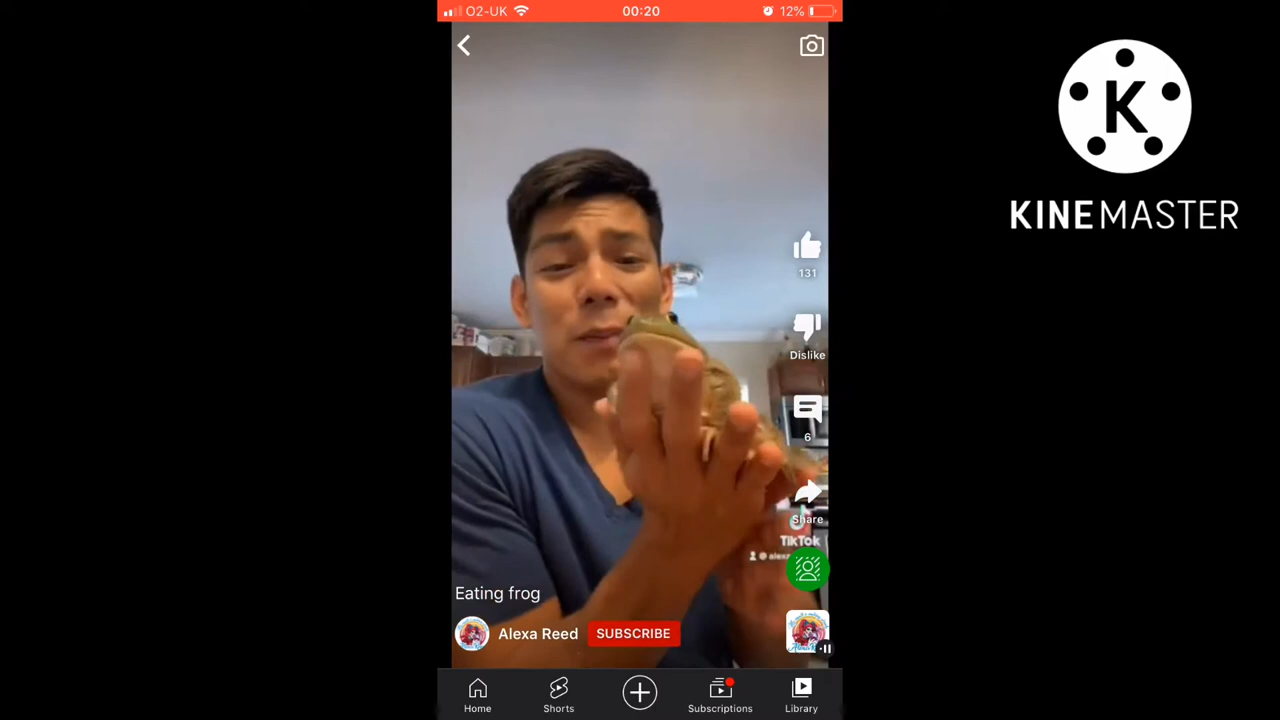 O2-UK
00:20
12%
K
KINEMASTER
131
Dislike
6
Share
TikTok
Eating frog
Alexa Reed
SUBSCRIBE
Home
Shorts
Subscriptions
Library